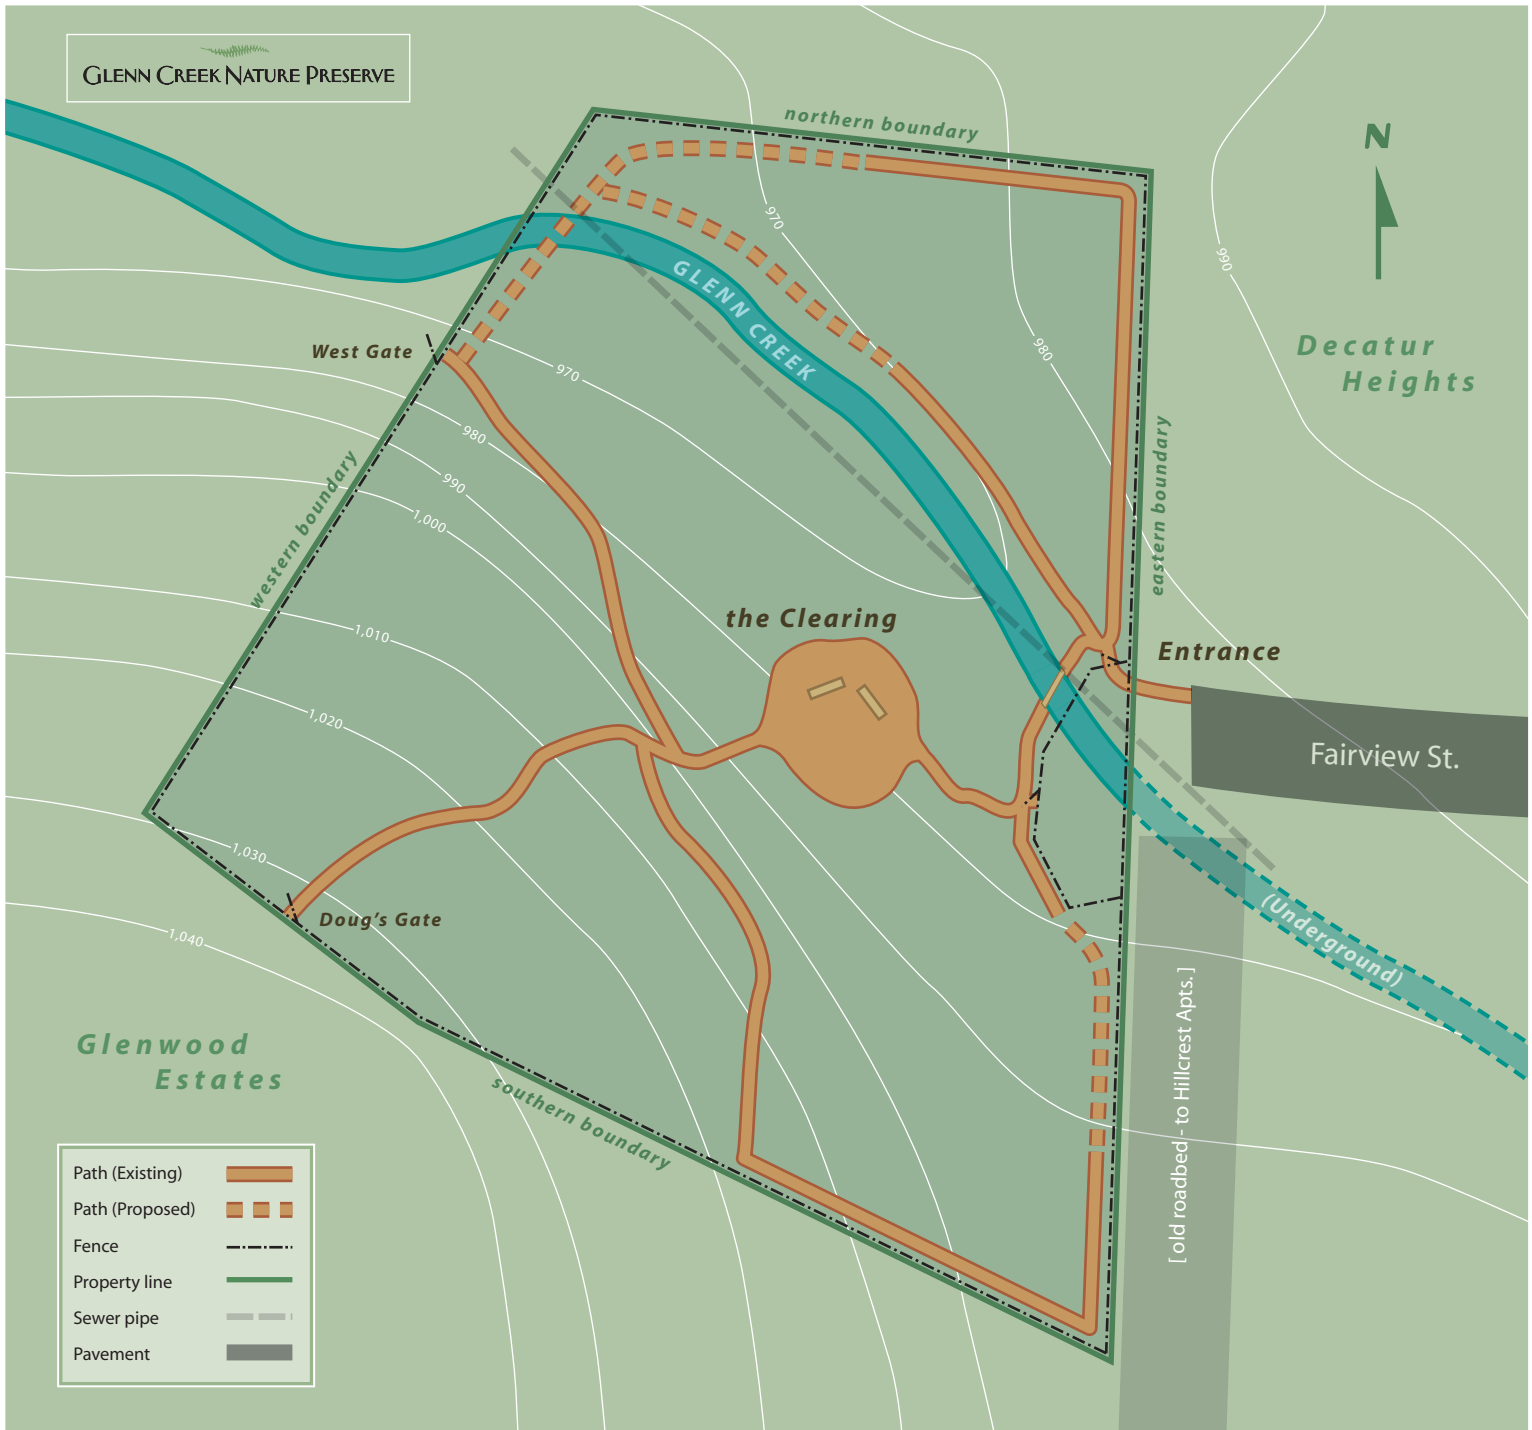 GLENN CREEK NATURE PRESERVE
northern boundary
N
970
990
GLENN CREEK
980
Decatur
Heights
West Gate
970
980
990
1,000
western boundary
eastern boundary
the Clearing
1,010
Entrance
1,020
Fairview St.
1,030
Doug's Gate
1,040
(Underground)
[old roadbed - to Hillcrest Apts.]
Glenwood
Estates
southern boundary
Path (Existing)
Path (Proposed)
Fence
Property line
Sewer pipe
Pavement